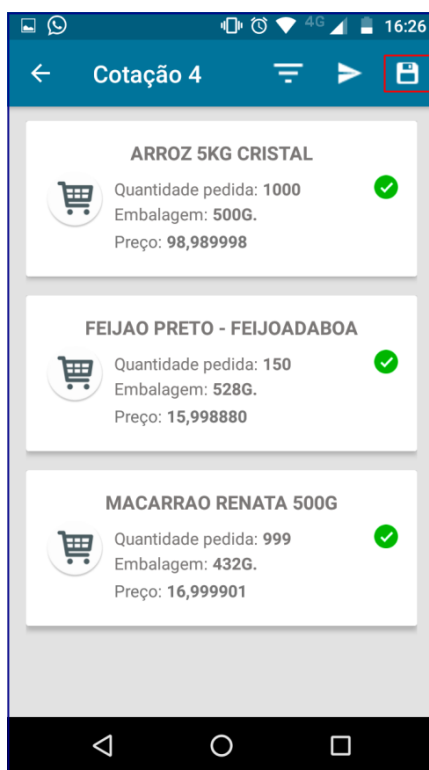 4G 16:26
Cotação 4
ARROZ 5KG CRISTAL
Quantidade pedida: 1000
Embalagem: 500G.
Preço: 98,989998
FEIJAO PRETO - FEIJOADABOA
Quantidade pedida: 150
Embalagem: 528G.
Preço: 15,998880
MACARRAO RENATA 500G
Quantidade pedida: 999
Embalagem: 432G.
Preço: 16,999901